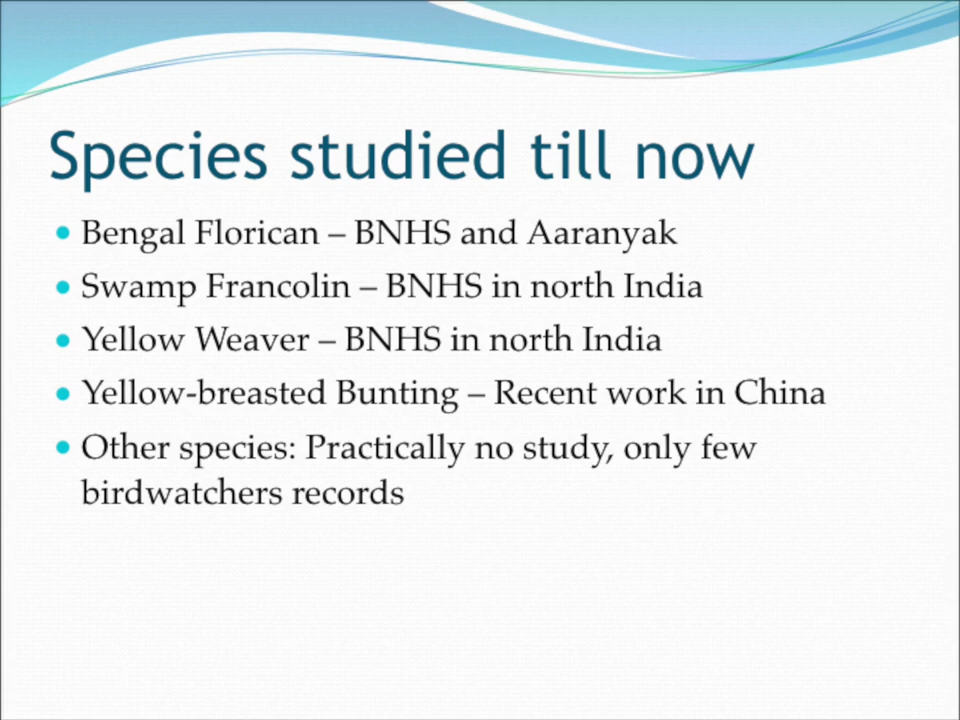 Species studied till now
• Bengal Florican – BNHS and Aaranyak
• Swamp Francolin – BNHS in north India
• Yellow Weaver – BNHS in north India
• Yellow-breasted Bunting – Recent work in China
• Other species: Practically no study, only few
birdwatchers records